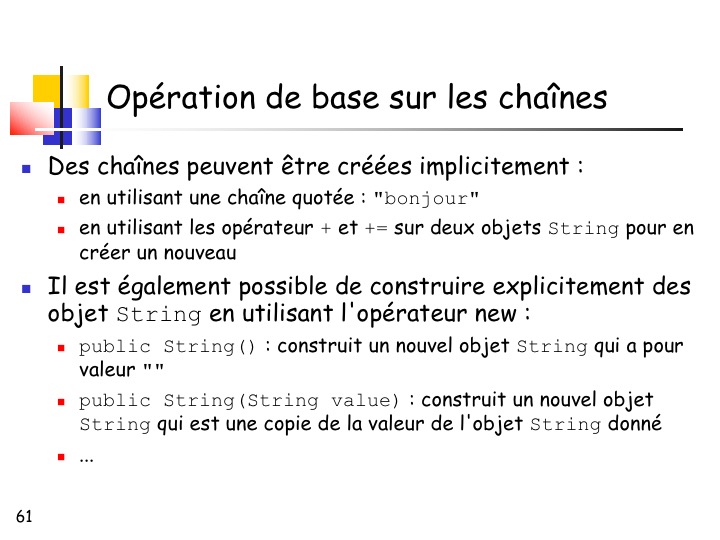 Opération de base sur les chaînes
Des chaînes peuvent être créées implicitement :
en utilisant une chaîne quotée : "bonjour"
en utilisant les opérateur + et += sur deux objets String pour en
créer un nouveau
Il est également possible de construire explicitement des
objet String en utilisant l'opérateur new :
public String() : construit un nouvel objet String qui a pour
valeur ""
public String(String value) : construit un nouvel objet
String qui est une copie de la valeur de l'objet String donné
...
61